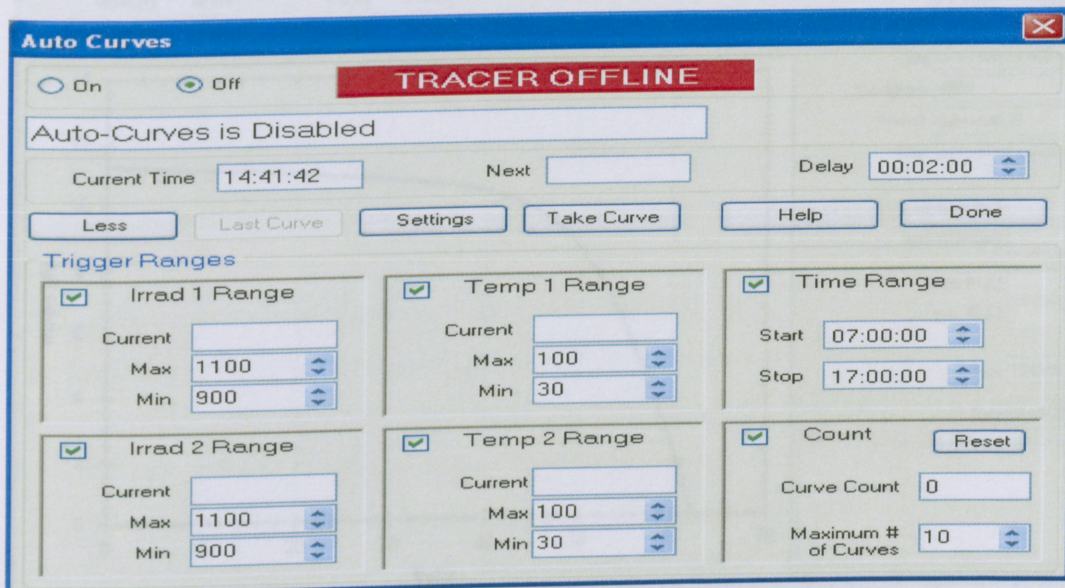 Auto Curves
On Off TRACER OFFLINE
Auto-Curves is Disabled
Current Time 14:41:42 Next Delay 00:02:00
Less Last Curve Settings Take Curve Help Done
Trigger Ranges
Irrad 1 Range
Current
Max 1100
Min 900
Temp 1 Range
Current
Max 100
Min 30
Time Range
Start 07:00:00
Stop 17:00:00
Irrad 2 Range
Current
Max 1100
Min 900
Temp 2 Range
Current
Max 100
Min 30
Count Reset
Curve Count 0
Maximum #
of Curves 10